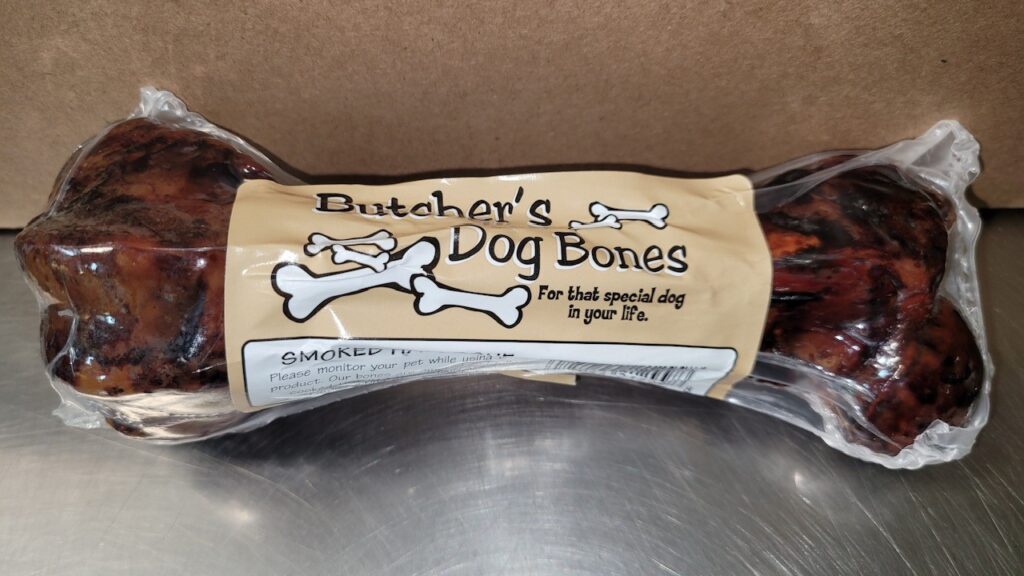 Butcher's
Dog Bones
For that special dog
in your life.
SMOKED
Please monitor your pet while using
product. Our bones